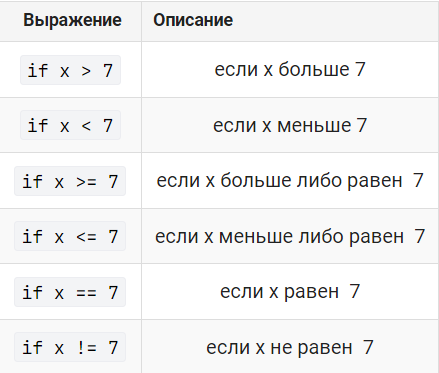 Выражение Описание
if x > 7 если x больше 7
if x < 7 если x меньше 7
if x >= 7 если x больше либо равен 7
if x <= 7 если x меньше либо равен 7
if x == 7 если x равен 7
if x != 7 если x не равен 7